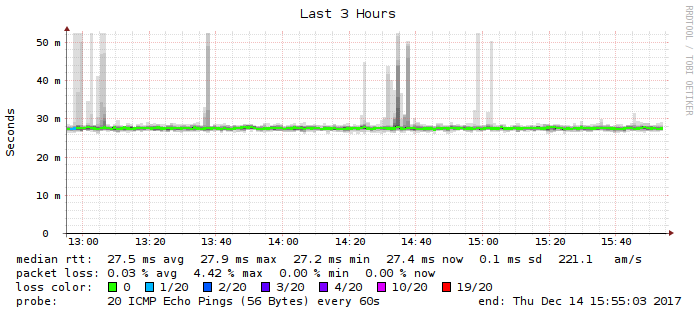 Last 3 Hours
RRDTOOL / TOBI OETIKER
Seconds
50 m
40 m
30 m
20 m
10 m
0
13:00 13:20 13:40 14:00 14:20 14:40 15:00 15:20 15:40
median rtt: 27.5 ms avg 27.9 ms max 27.2 ms min 27.4 ms now 0.1 ms sd 221.1 am/s
packet loss: 0.03 % avg 4.42 % max 0.00 % min 0.00 % now
loss color: 0 1/20 2/20 3/20 4/20 10/20 19/20
probe: 20 ICMP Echo Pings (56 Bytes) every 60s end: Thu Dec 14 15:55:03 2017